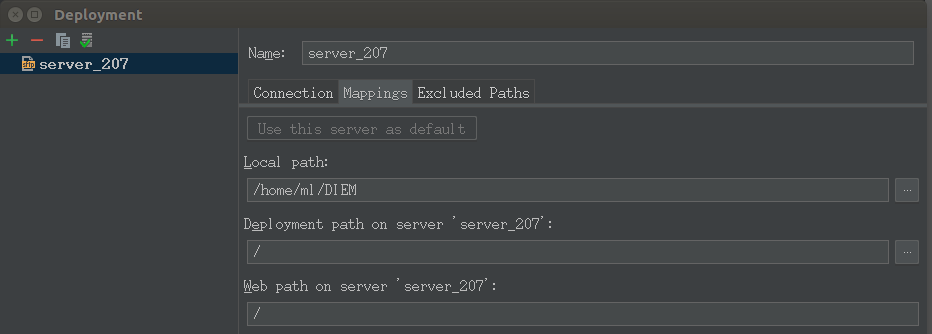 Deployment
server_207
Name: server_207
Connection Mappings Excluded Paths
Use this server as default
Local path:
/home/ml/DIEM
...
Deployment path on server 'server_207':
/
...
Web path on server 'server_207':
/